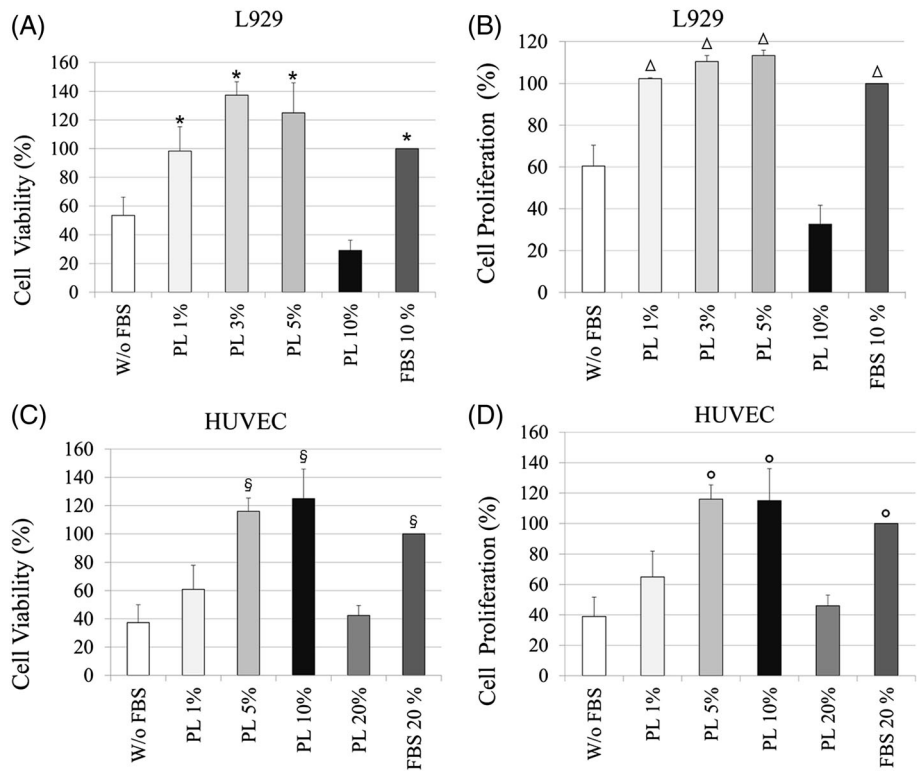 (A)
L929
Cell Viability (%)
160
140
120
100
80
60
40
20
0
*
*
*
*
W/o FBS
PL 1%
PL 3%
PL 5%
PL 10%
FBS 10 %
(B)
L929
Cell Proliferation (%)
120
100
80
60
40
20
0
Δ
Δ
Δ
Δ
W/o FBS
PL 1%
PL 3%
PL 5%
PL 10%
FBS 10 %
(C)
HUVEC
Cell Viability (%)
160
140
120
100
80
60
40
20
0
§
§
§
W/o FBS
PL 1%
PL 5%
PL 10%
PL 20%
FBS 20 %
(D)
HUVEC
Cell Proliferation (%)
160
140
120
100
80
60
40
20
0
°
°
°
W/o FBS
PL 1%
PL 5%
PL 10%
PL 20%
FBS 20 %